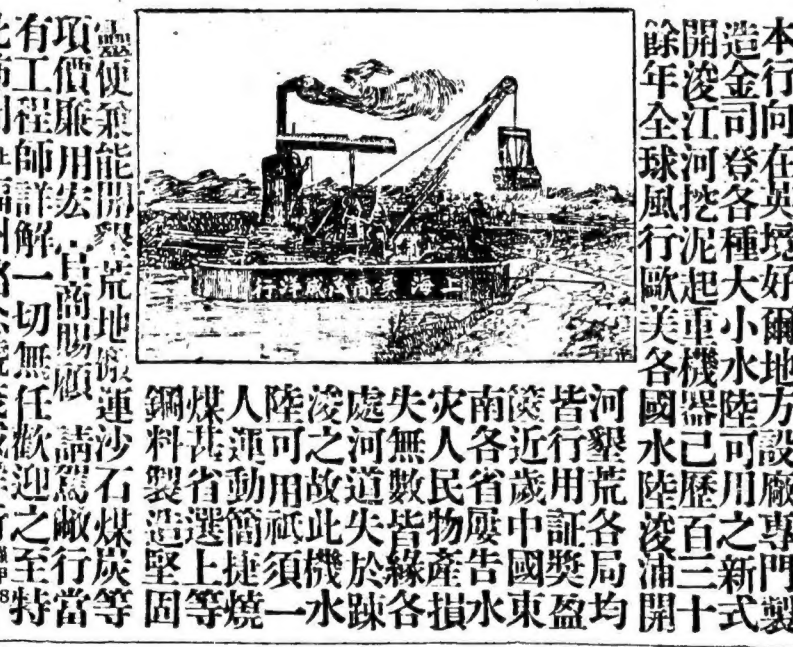 本行向在英境好爾地方設廠專門製
造金司登各種大小水陸可用之新式
開浚江河挖泥起重機器已歷百三十
餘年全球風行歐美各國水陸浚浦開
河墾荒各局均
皆行用証獎盈
篋近歲中國東
南各省屢告水
灾人民物產損
失無數皆緣各
處河道失於踈
浚之故此機水
陸可用祗須一
人運動簡捷燒
煤甚省選上等
鋼料製造堅固
上海英商洋行
靈便兼能開墾荒地搬運沙石煤炭等
項價廉用宏 官商賜顧 請駕敝行當
有工程師詳解一切無任歡迎之至特